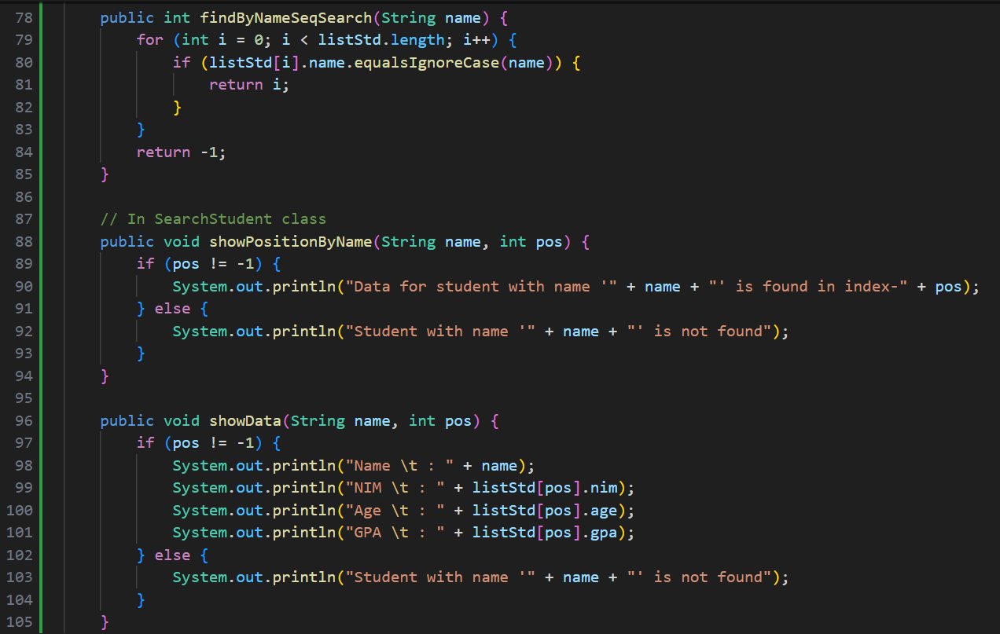 78 public int findByNameSeqSearch(String name) {
79 for (int i = 0; i < listStd.length; i++) {
80 if (listStd[i].name.equalsIgnoreCase(name)) {
81 return i;
82 }
83 }
84 return -1;
85 }
86
87 // In SearchStudent class
88 public void showPositionByName(String name, int pos) {
89 if (pos != -1) {
90 System.out.println("Data for student with name '" + name + "' is found in index-" + pos);
91 } else {
92 System.out.println("Student with name '" + name + "' is not found");
93 }
94 }
95
96 public void showData(String name, int pos) {
97 if (pos != -1) {
98 System.out.println("Name \t : " + name);
99 System.out.println("NIM \t : " + listStd[pos].nim);
100 System.out.println("Age \t : " + listStd[pos].age);
101 System.out.println("GPA \t : " + listStd[pos].gpa);
102 } else {
103 System.out.println("Student with name '" + name + "' is not found");
104 }
105 }